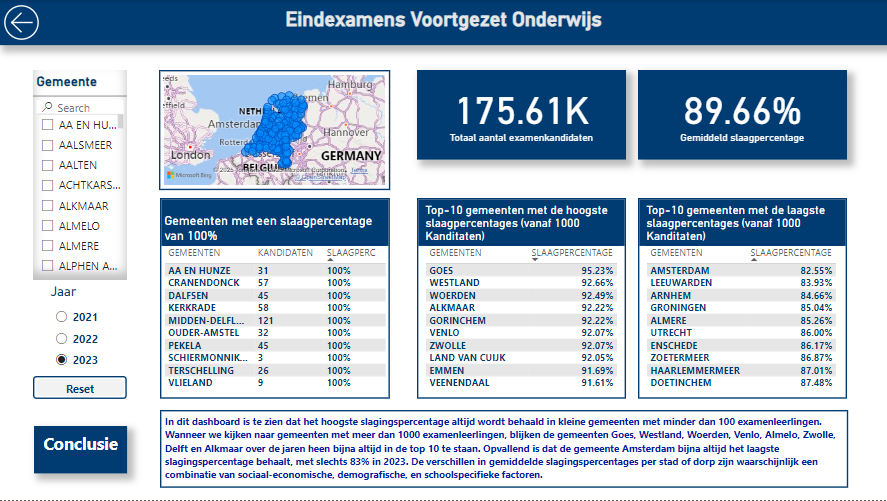 Eindexamens Voortgezet Onderwijs
Gemeente
Search
AA EN HU...
AALSMEER
AALTEN
ACHTKARS...
ALKMAAR
ALMELO
ALMERE
ALPHEN A...
Jaar
2021
2022
2023
Reset
Hamburg
Amsterdam
Hannover
London
GERMANY
Microsoft Bing
175.61K
Totaal aantal examenkandidaten
89.66%
Gemiddeld slaagpercentage
Gemeenten met een slaagpercentage
van 100%
GEMEENTEN KANDIDATEN SLAAGPERC
AA EN HUNZE 31 100%
CRANENDONCK 57 100%
DALFSEN 45 100%
KERKRADE 58 100%
MIDDEN-DELFL... 121 100%
OUDER-AMSTEL 32 100%
PEKELA 45 100%
SCHIERMONNIK... 3 100%
TERSCHELLING 26 100%
VLIELAND 9 100%
Top-10 gemeenten met de hoogste
slaagpercentages (vanaf 1000
Kanditaten)
GEMEENTEN SLAAGPERCENTAGE
GOES 95.23%
WESTLAND 92.66%
WOERDEN 92.49%
ALKMAAR 92.22%
GORINCHEM 92.22%
VENLO 92.07%
ZWOLLE 92.07%
LAND VAN CUIJK 92.05%
EMMEN 91.69%
VEENENDAAL 91.61%
Top-10 gemeenten met de laagste
slaagpercentages (vanaf 1000
Kanditaten)
GEMEENTEN SLAAGPERCENTAGE
AMSTERDAM 82.55%
LEEUWARDEN 83.93%
ARNHEM 84.66%
GRONINGEN 85.04%
ALMERE 85.26%
UTRECHT 86.00%
ENSCHEDE 86.17%
ZOETERMEER 86.87%
HAARLEMMERMEER 87.01%
DOETINCHEM 87.48%
Conclusie
In dit dashboard is te zien dat het hoogste slagingspercentage altijd wordt behaald in kleine gemeenten met minder dan 100 examenleerlingen.
Wanneer we kijken naar gemeenten met meer dan 1000 examenleerlingen, blijken de gemeenten Goes, Westland, Woerden, Venlo, Almelo, Zwolle,
Delft en Alkmaar over de jaren heen bijna altijd in de top 10 te staan. Opvallend is dat de gemeente Amsterdam bijna altijd het laagste
slagingspercentage behaalt, met slechts 83% in 2023. De verschillen in gemiddelde slagingspercentages per stad of dorp zijn waarschijnlijk een
combinatie van sociaal-economische, demografische, en schoolspecifieke factoren.